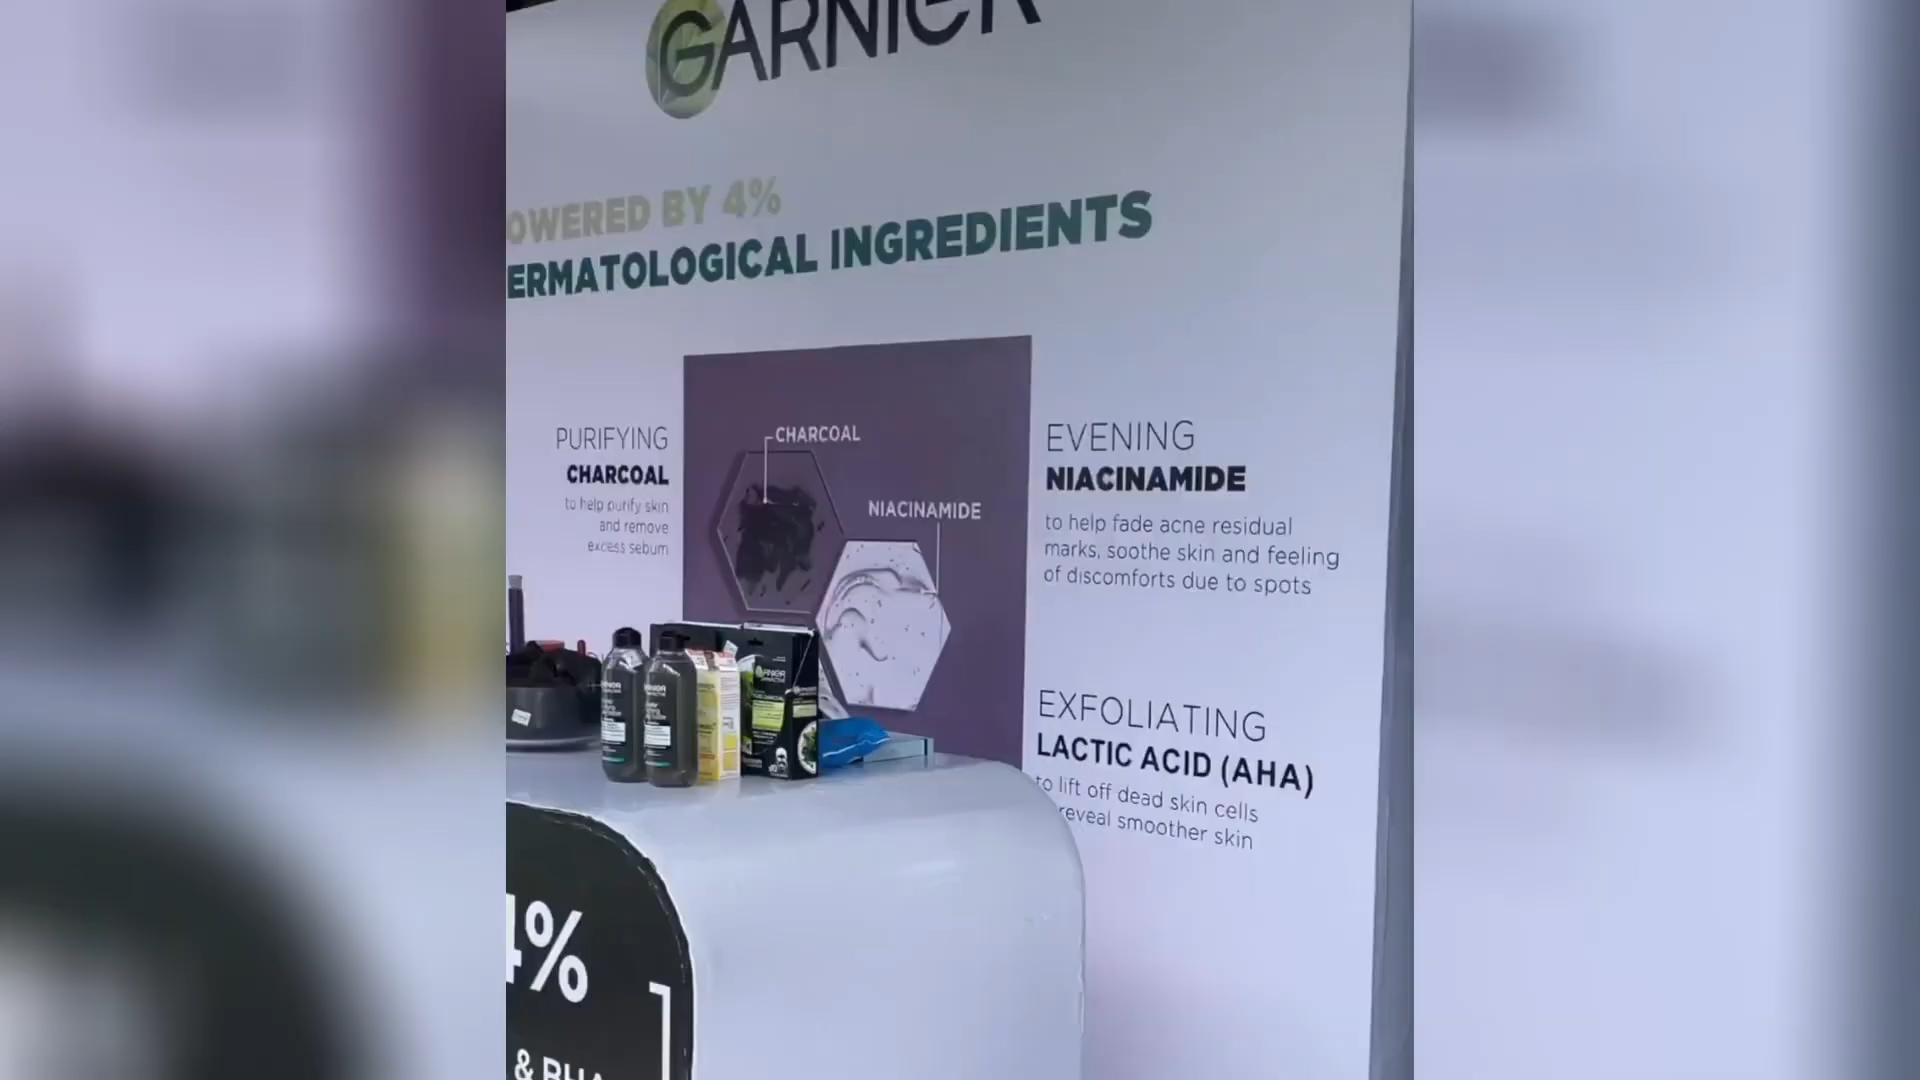 GARNIER
OWERED BY 4%
ERMATOLOGICAL INGREDIENTS
PURIFYING
CHARCOAL
to help purify skin
and remove
excess sebum
CHARCOAL
NIACINAMIDE
EVENING
NIACINAMIDE
to help fade acne residual
marks, soothe skin and feeling
of discomforts due to spots
EXFOLIATING
LACTIC ACID (AHA)
to lift off dead skin cells
reveal smoother skin
GARNIER
4%
& BHA